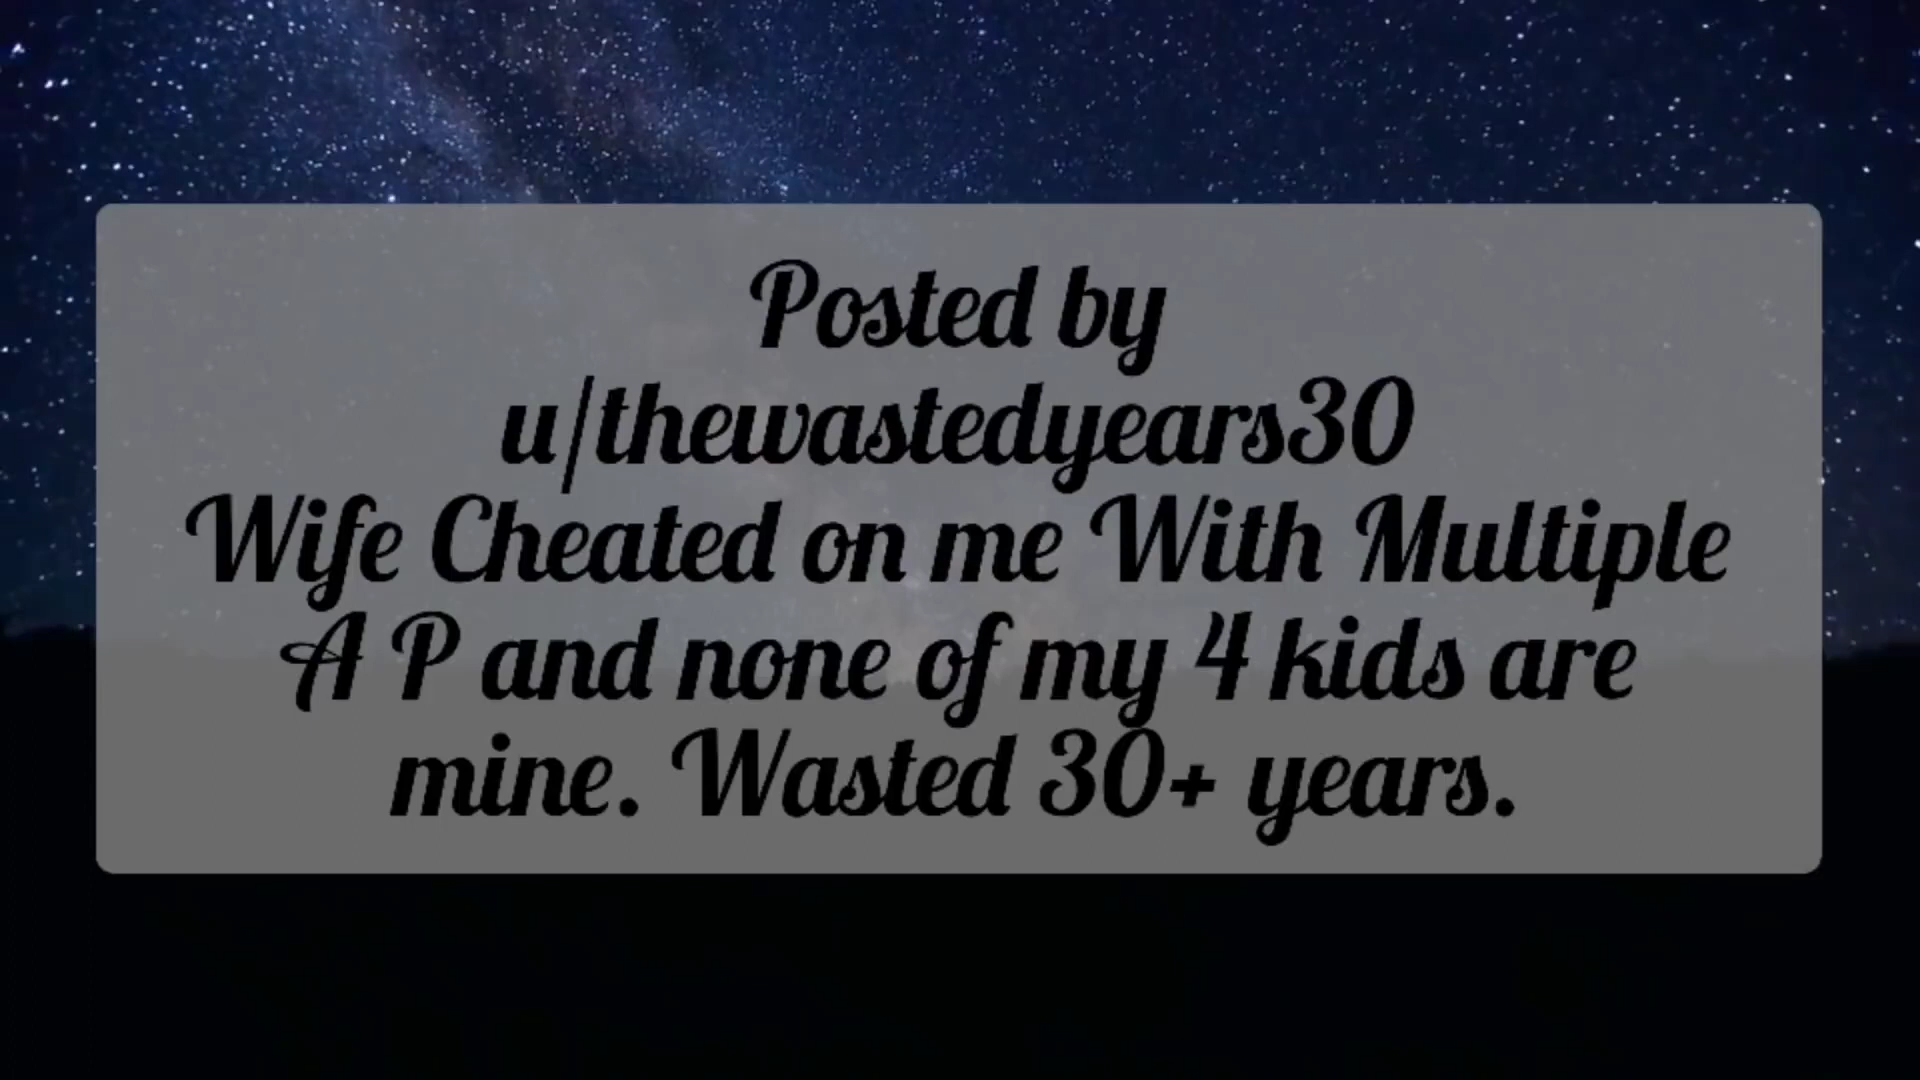 Posted by
u/thewastedyears30
Wife Cheated on me With Multiple
A P and none of my 4 kids are
mine. Wasted 30+ years.